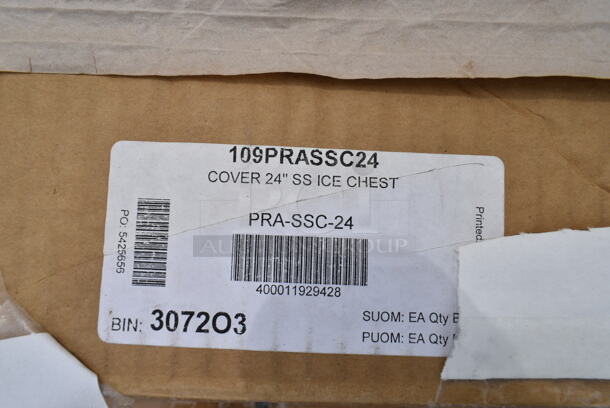 109PRASSC24
COVER 24" SS ICE CHEST
PRA-SSC-24
400011929428
PO: 5425656
Printed
BIN: 3072O3
SUOM: EA Qty
PUOM: EA Qty